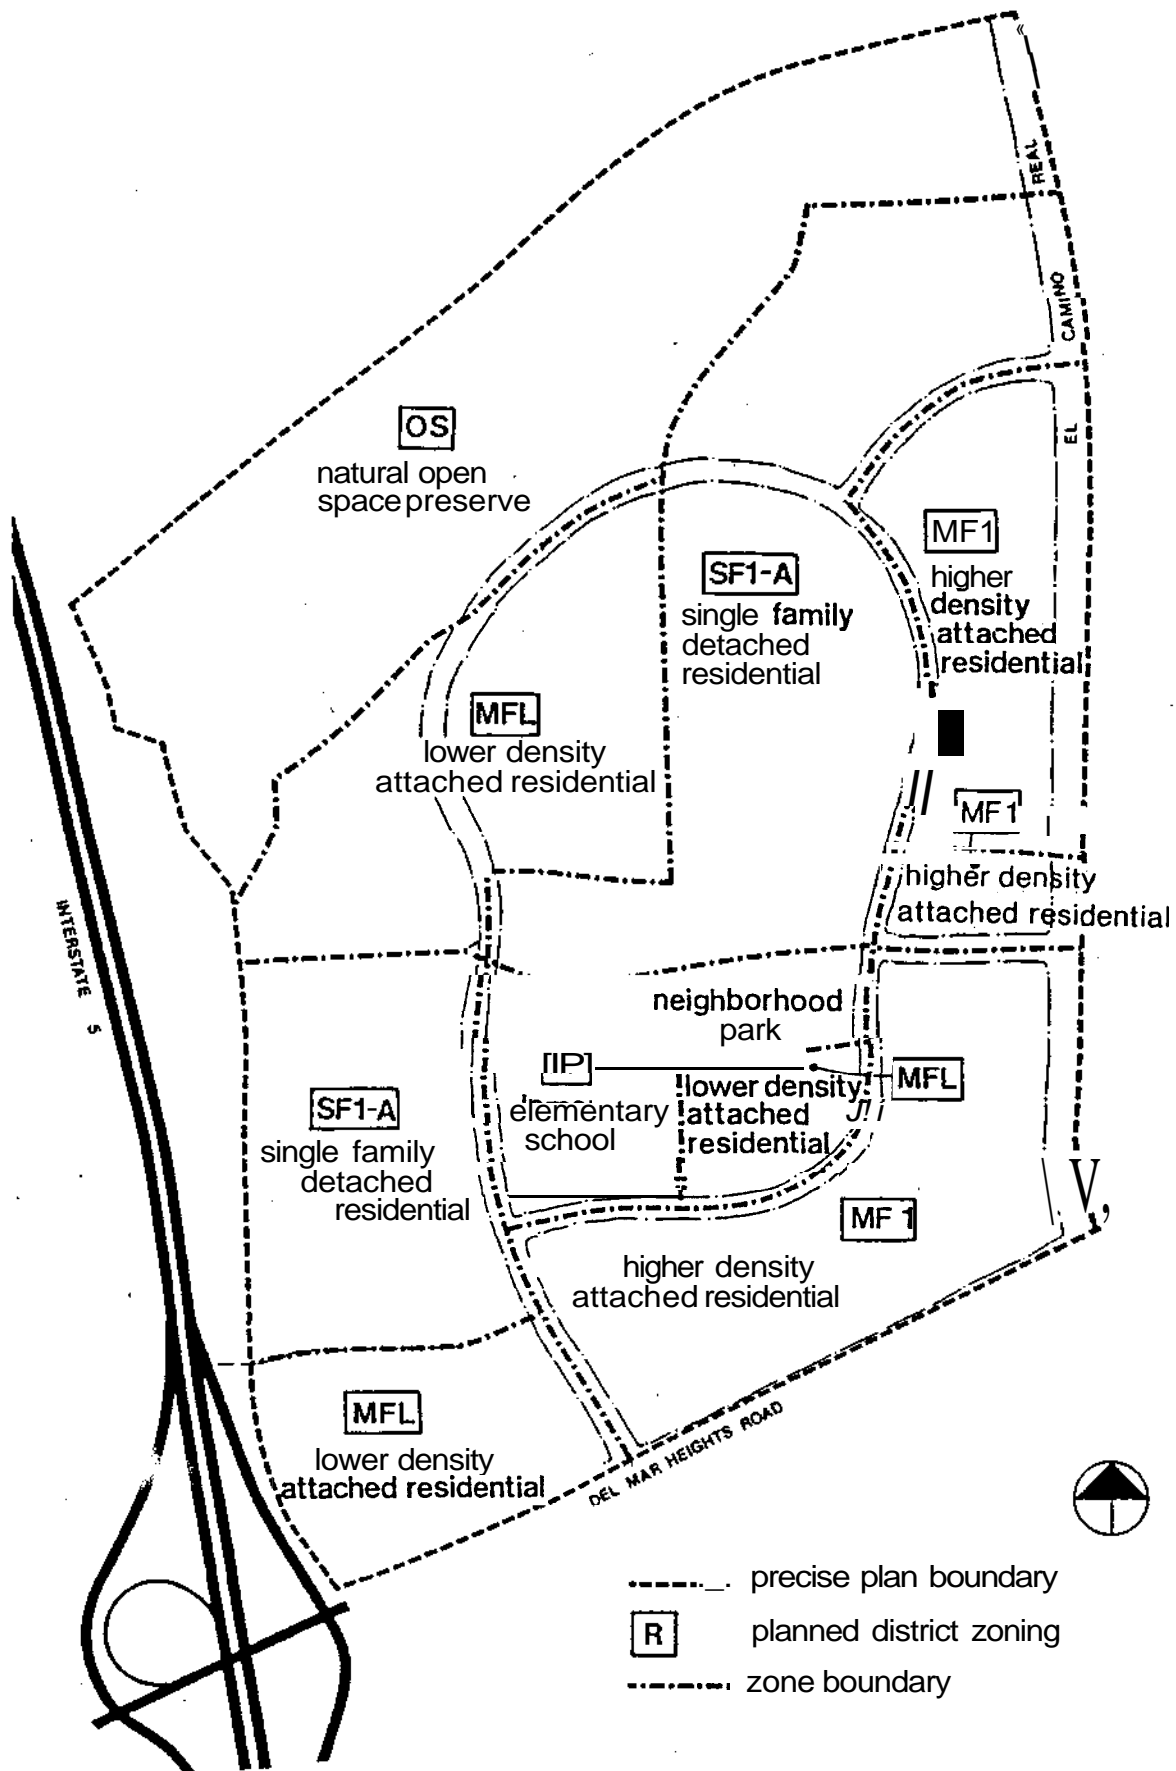 REAL
CAMINO
EL
OS
natural open
space preserve
MF1
higher
density
attached
residential
SF1-A
single family
detached
residential
MFL
lower density
attached residential
MF1
higher density
attached residential
INTERSTATE 5
neighborhood
park
[IP]
elementary
school
lower density
attached
residential
MFL
SF1-A
single family
detached
residential
MF 1
higher density
attached residential
MFL
lower density
attached residential
DEL MAR HEIGHTS ROAD
precise plan boundary
R planned district zoning
zone boundary